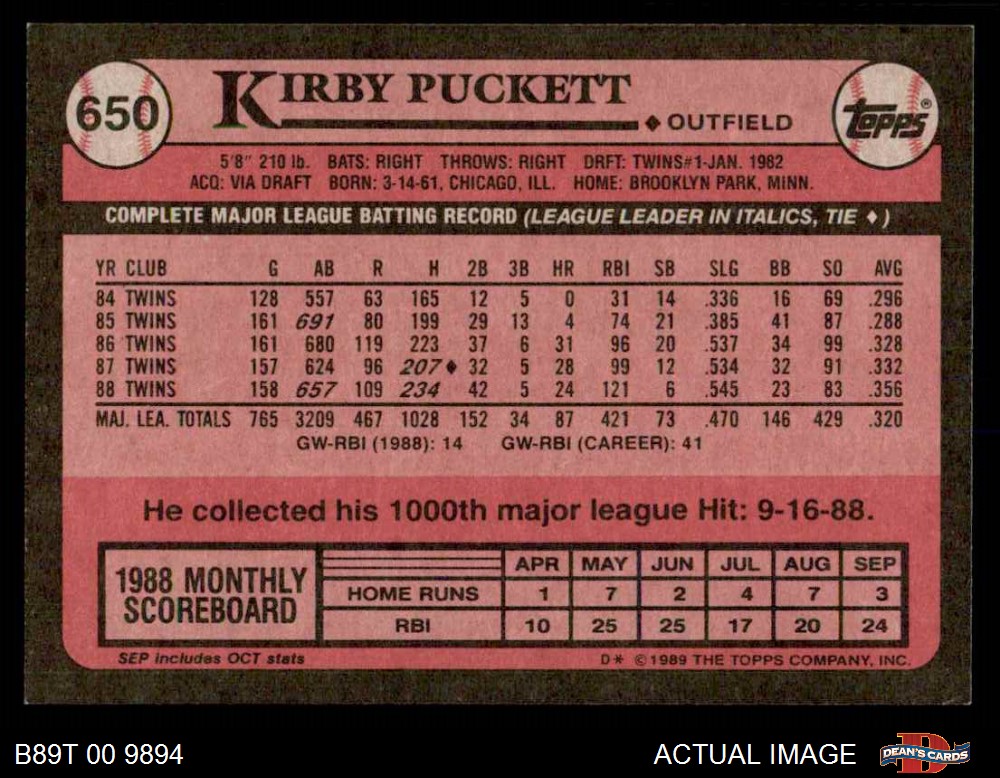 650
KIRBY PUCKETT
◆ OUTFIELD
Topps®
5'8" 210 lb. BATS: RIGHT THROWS: RIGHT DRFT: TWINS#1-JAN. 1982
ACQ: VIA DRAFT BORN: 3-14-61, CHICAGO, ILL. HOME: BROOKLYN PARK, MINN.
COMPLETE MAJOR LEAGUE BATTING RECORD (LEAGUE LEADER IN ITALICS, TIE ♦)
YR CLUB G AB R H 2B 3B HR RBI SB SLG BB SO AVG
84 TWINS 128 557 63 165 12 5 0 31 14 .336 16 69 .296
85 TWINS 161 691 80 199 29 13 4 74 21 .385 41 87 .288
86 TWINS 161 680 119 223 37 6 31 96 20 .537 34 99 .328
87 TWINS 157 624 96 207♦ 32 5 28 99 12 .534 32 91 .332
88 TWINS 158 657 109 234 42 5 24 121 6 .545 23 83 .356
MAJ. LEA. TOTALS 765 3209 467 1028 152 34 87 421 73 .470 146 429 .320
GW-RBI (1988): 14 GW-RBI (CAREER): 41
He collected his 1000th major league Hit: 9-16-88.
1988 MONTHLY SCOREBOARD
APR MAY JUN JUL AUG SEP
HOME RUNS 1 7 2 4 7 3
RBI 10 25 25 17 20 24
SEP includes OCT stats
D* ©1989 THE TOPPS COMPANY, INC.
B89T 00 9894
ACTUAL IMAGE
D
DEAN'S CARDS